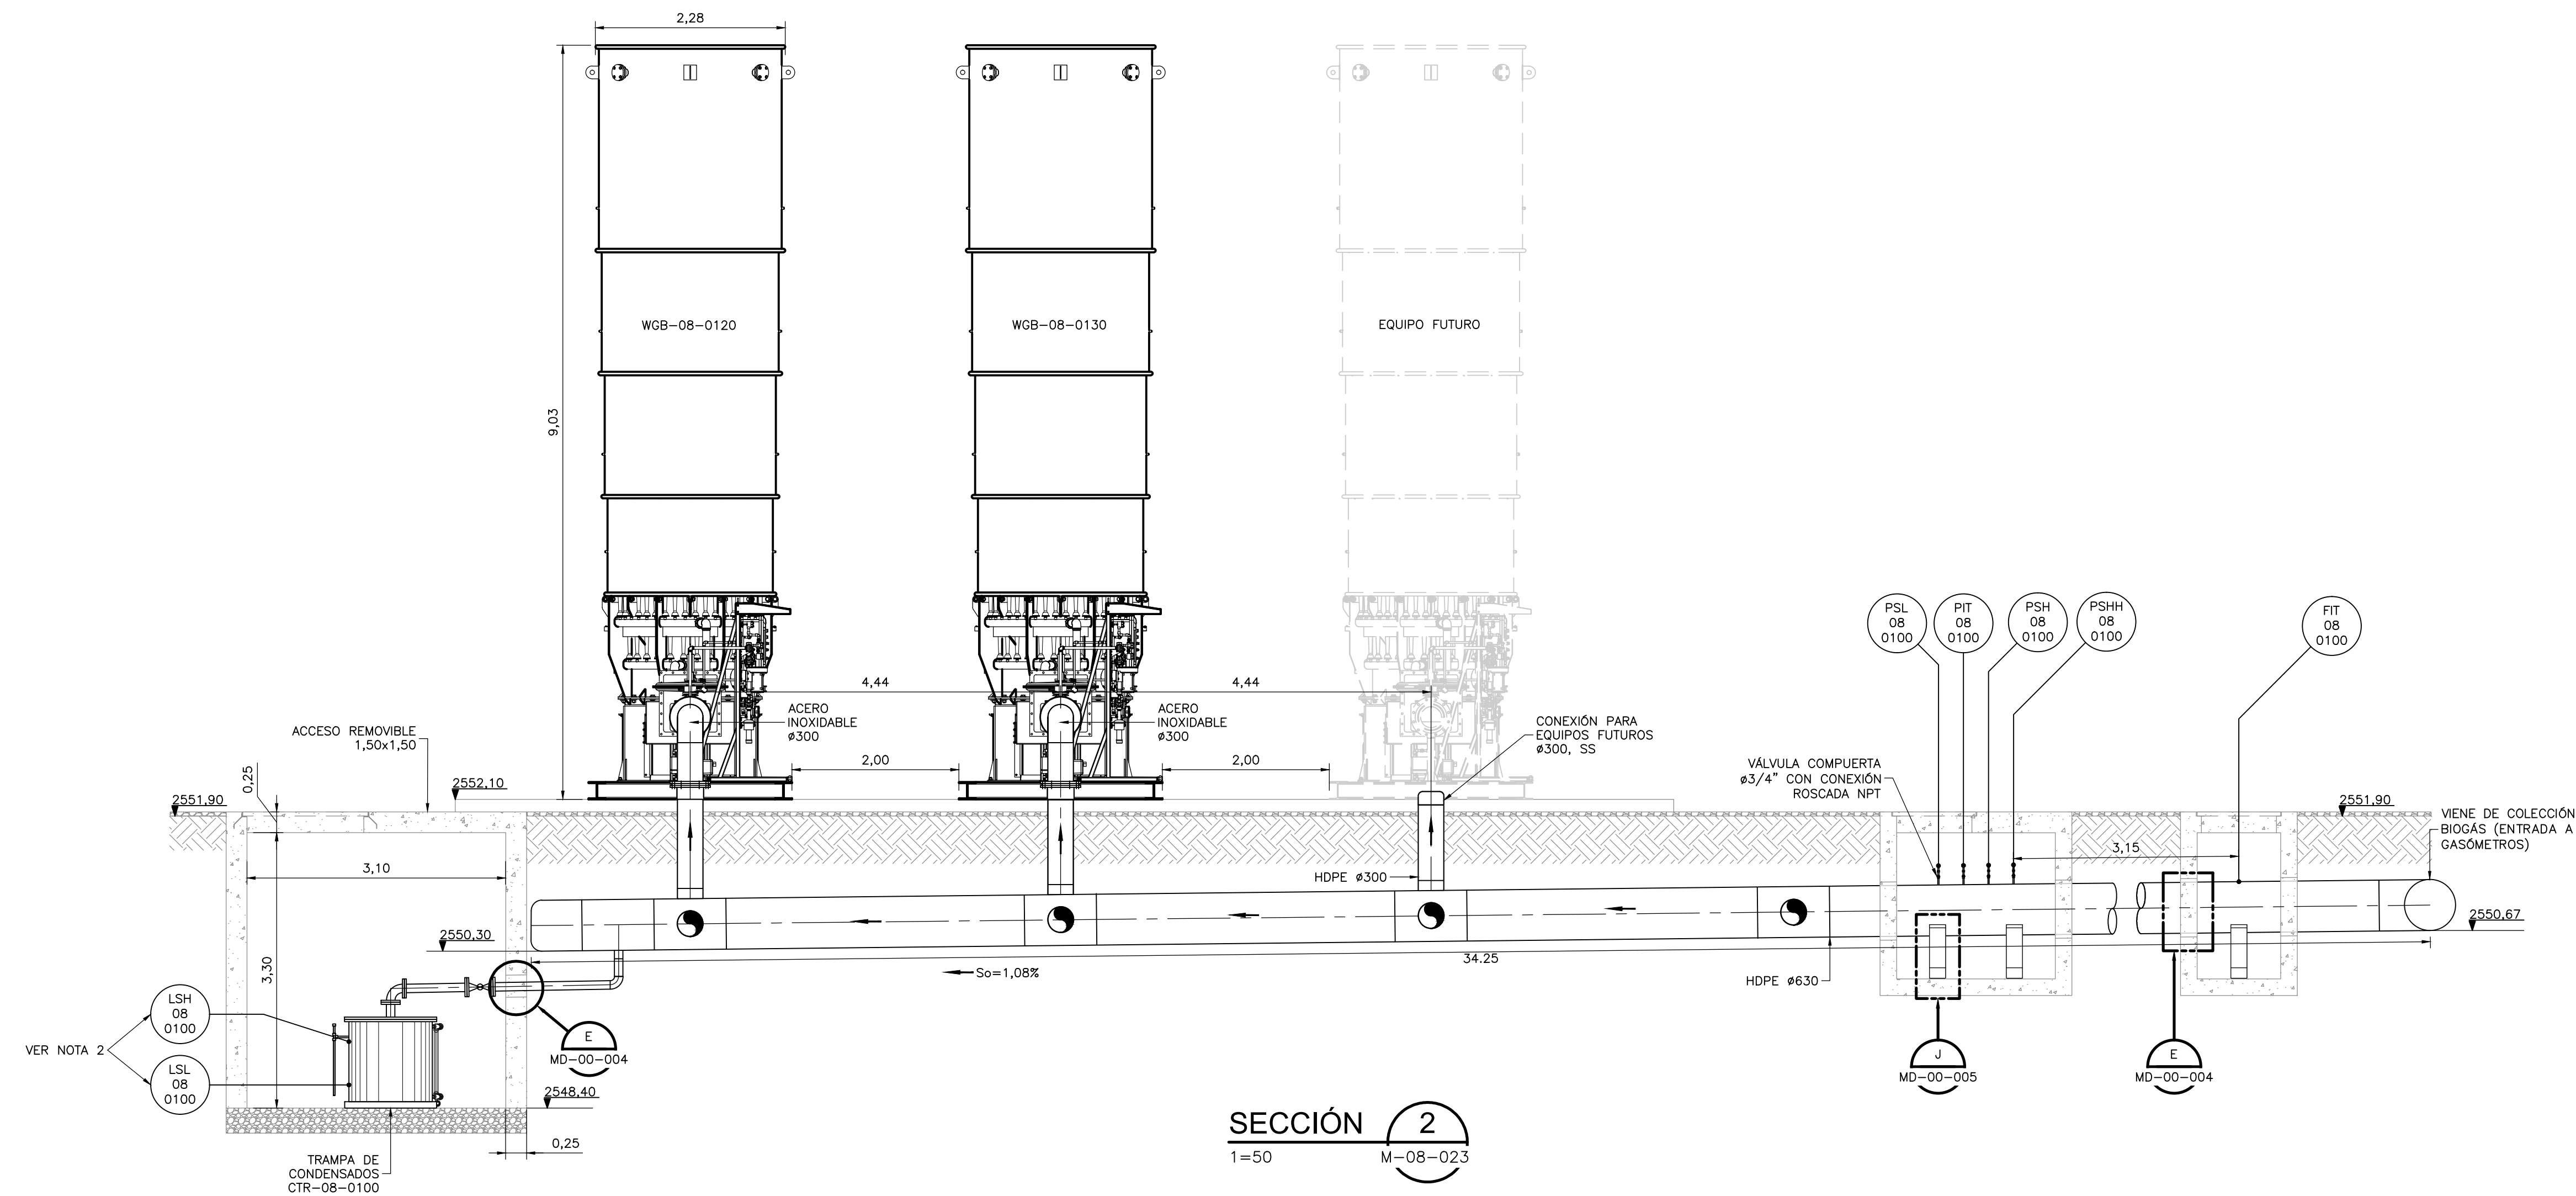 2,28
WGB-08-0120
WGB-08-0130
EQUIPO FUTURO
9,03
4,44
4,44
ACERO
INOXIDABLE
ø300
ACERO
INOXIDABLE
ø300
CONEXIÓN PARA
EQUIPOS FUTUROS
ø300, SS
2,00
2,00
PSL
08
0100
PIT
08
0100
PSH
08
0100
PSHH
08
0100
FIT
08
0100
VÁLVULA COMPUERTA
ø3/4" CON CONEXIÓN
ROSCADA NPT
ACCESO REMOVIBLE
1,50x1,50
0,25
2551,90
2552,10
2551,90
VIENE DE COLECCIÓN
BIOGÁS (ENTRADA A
GASÓMETROS)
3,15
3,10
HDPE ø300
2550,30
2550,67
3,30
34.25
So=1,08%
HDPE ø630
LSH
08
0100
VER NOTA 2
LSL
08
0100
E
MD-00-004
J
MD-00-005
E
MD-00-004
2548,40
0,25
TRAMPA DE
CONDENSADOS
CTR-08-0100
SECCIÓN 2
1=50 M-08-023